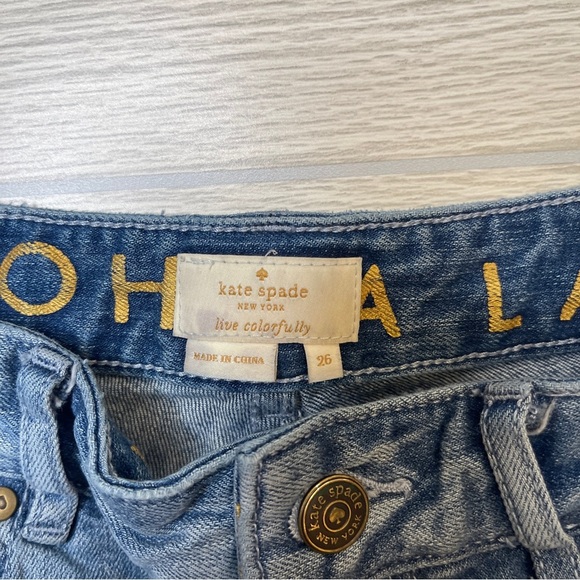 OH A LA
kate spade
NEW YORK
live colorfully
MADE IN CHINA
26
kate spade
NEW YORK